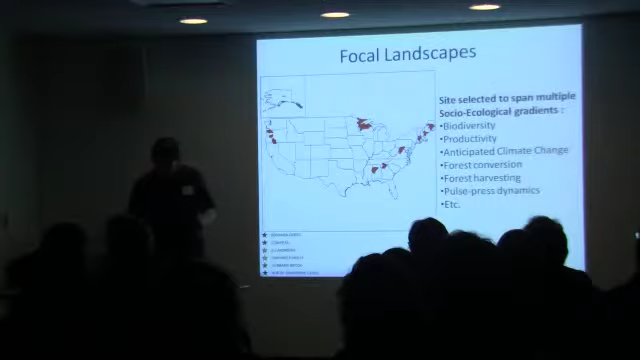 Focal Landscapes
Site selected to span multiple
Socio-Ecological gradients :
•Biodiversity
•Productivity
•Anticipated Climate Change
•Forest conversion
•Forest harvesting
•Pulse-press dynamics
•Etc.